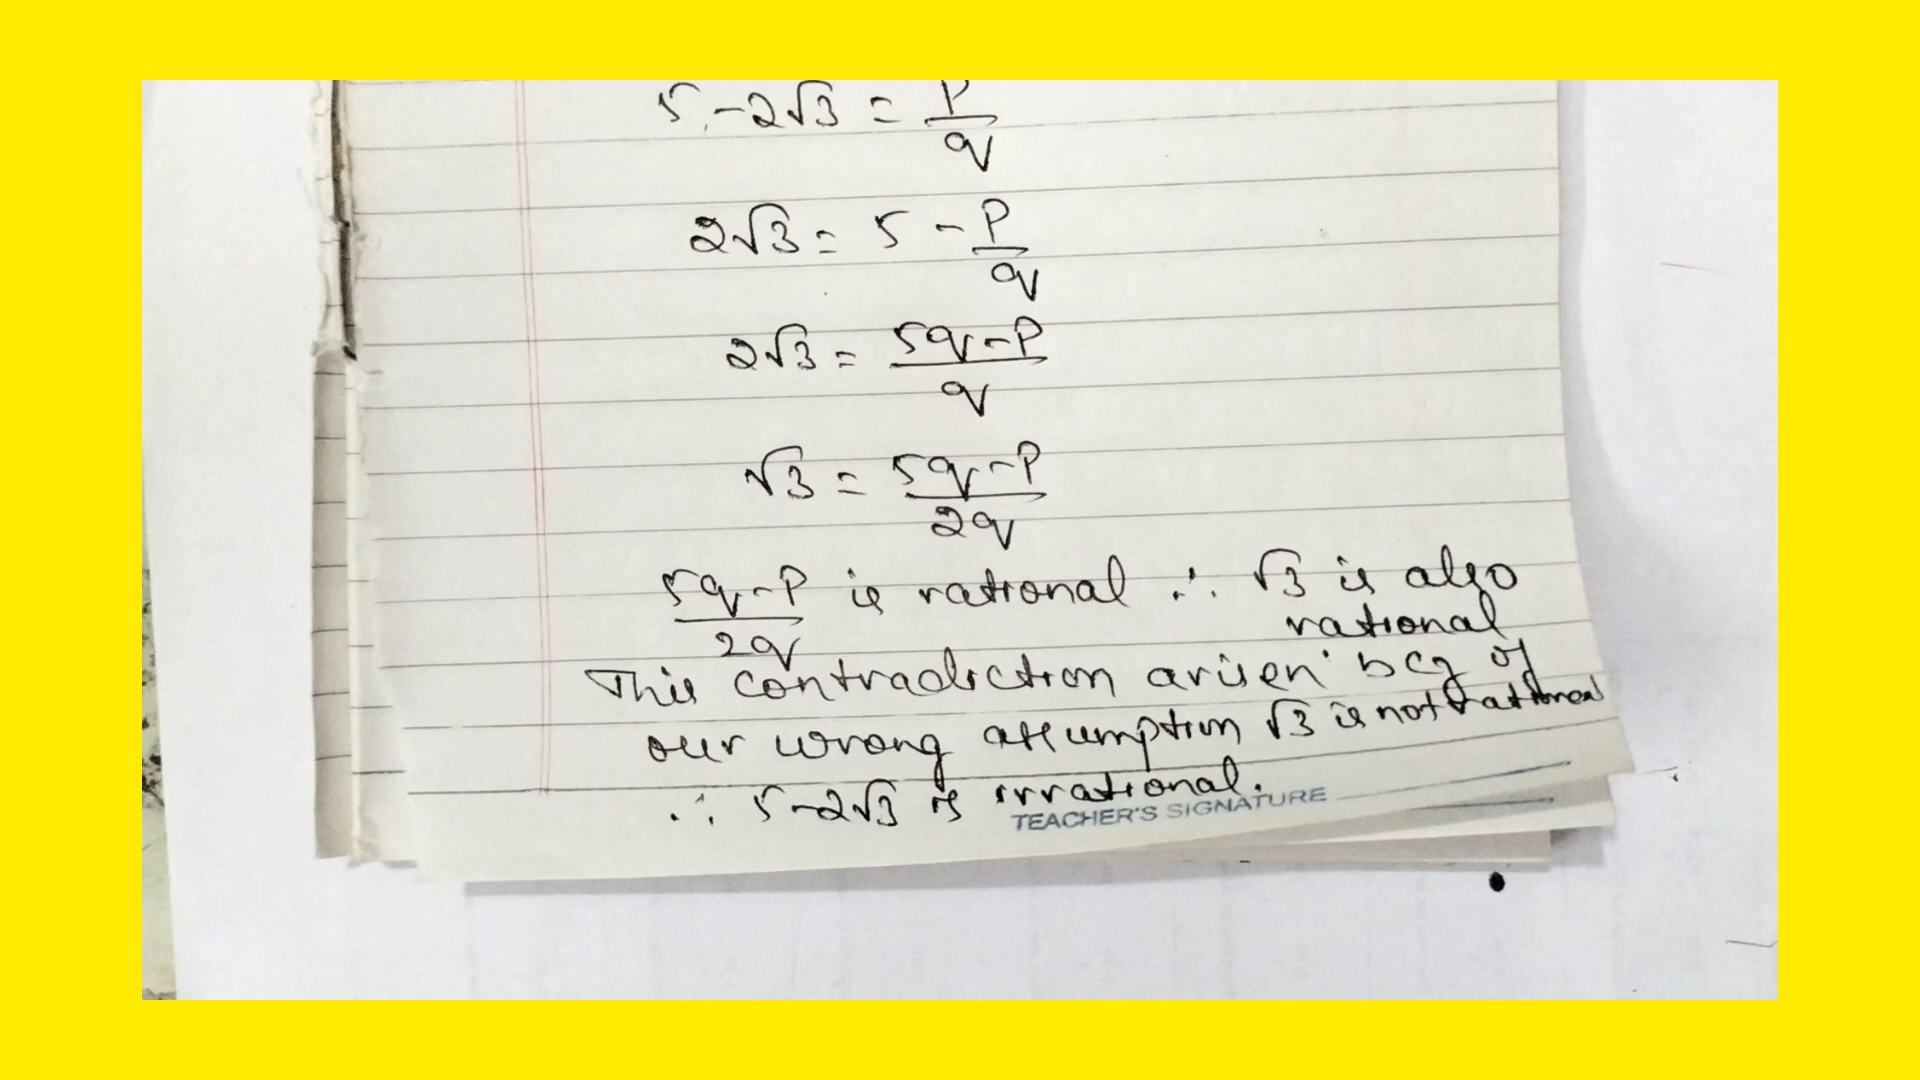 5 - 2√3 = P/q
2√3 = 5 - P/q
2√3 = 5q - P/q
√3 = 5q - P/2q
5q - P/2q is rational ∴ √3 is also
rational
This contradiction arisen bcz of
our wrong assumption √3 is not rational
∴ 5 - 2√3 is irrational.
TEACHER'S SIGNATURE